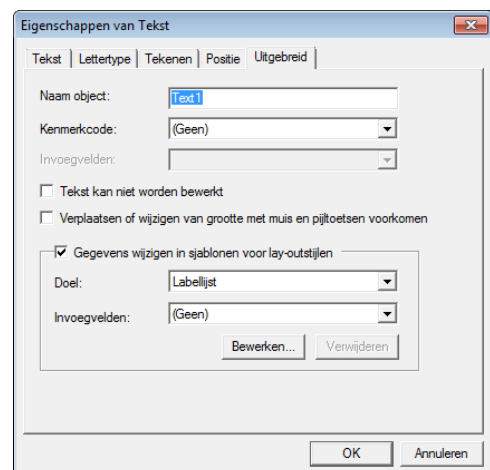 Eigenschappen van Tekst
Tekst Lettertype Tekenen Positie Uitgebreid
Naam object: Text1
Kenmerkcode: (Geen)
Invoegvelden:
Tekst kan niet worden bewerkt
Verplaatsen of wijzigen van grootte met muis en pijltoetsen voorkomen
Gegevens wijzigen in sjablonen voor lay-outstijlen
Doel: Labellijst
Invoegvelden: (Geen)
Bewerken... Verwijderen
OK Annuleren